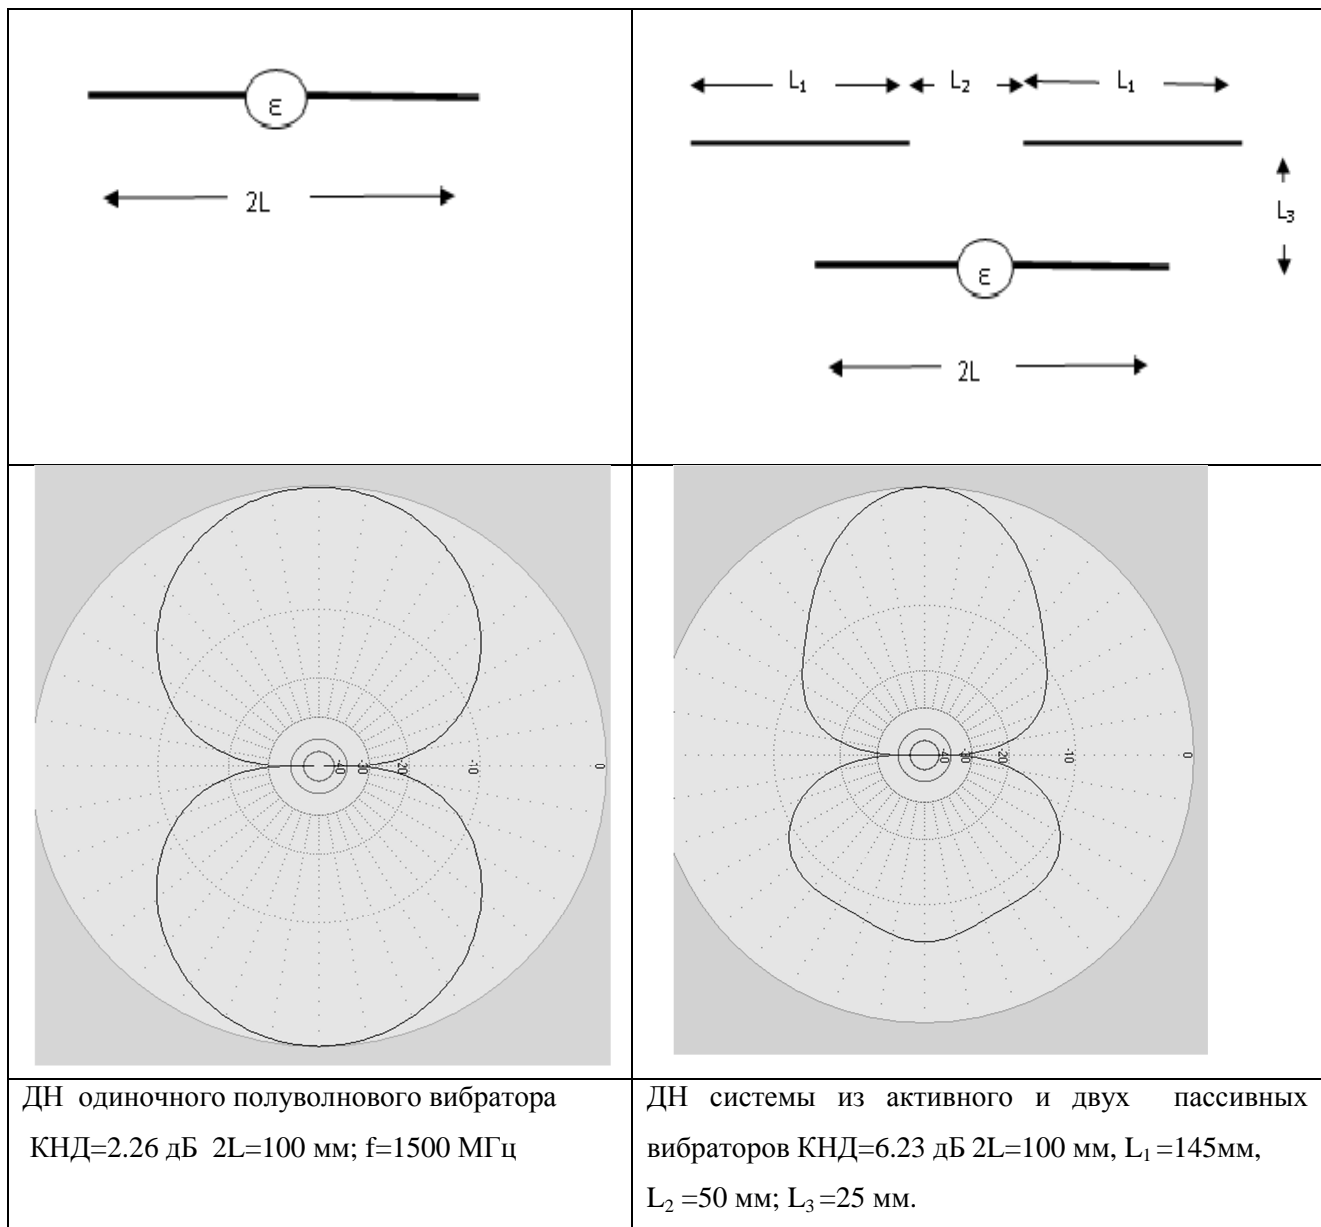 ε
2L
L₁ L₂ L₁
L₃
ε
2L
-40 -30 -20 -10 0
-40 -30 -20 -10 0
ДН одиночного полуволнового вибратора
КНД=2.26 дБ 2L=100 мм; f=1500 МГц
ДН системы из активного и двух пассивных
вибраторов КНД=6.23 дБ 2L=100 мм, L₁ =145мм,
L₂ =50 мм; L₃ =25 мм.